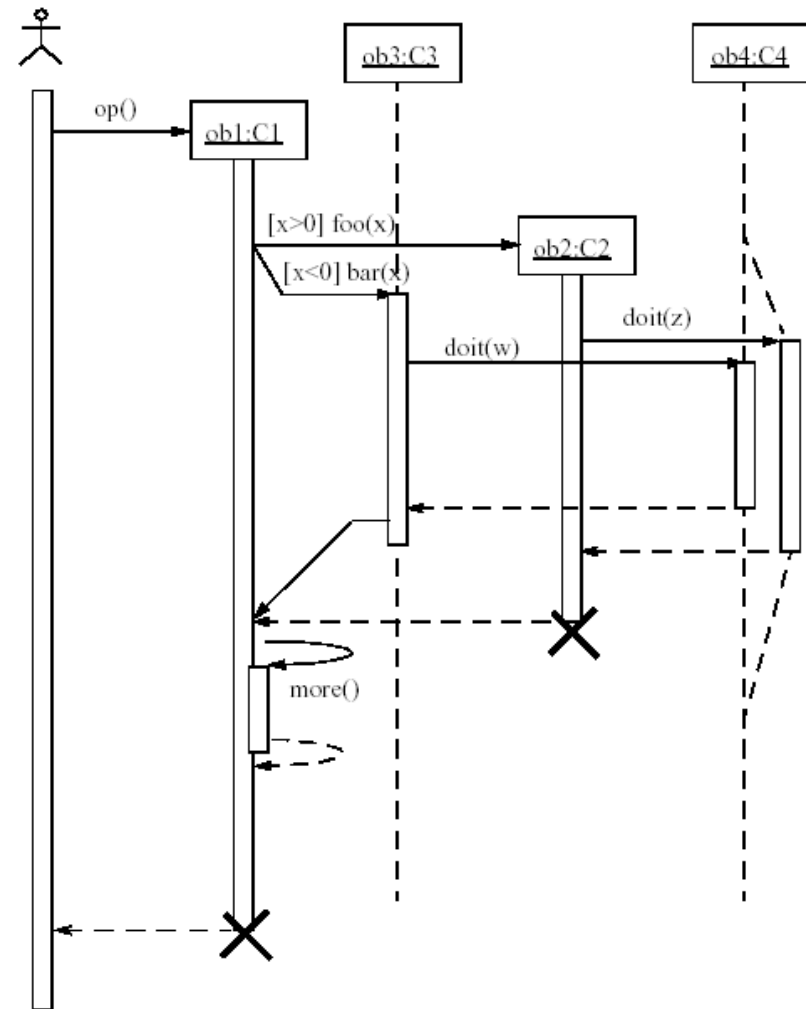 ob3:C3
ob4:C4
op()
ob1:C1
[x>0] foo(x)
ob2:C2
[x<0] bar(x)
doit(z)
doit(w)
more()